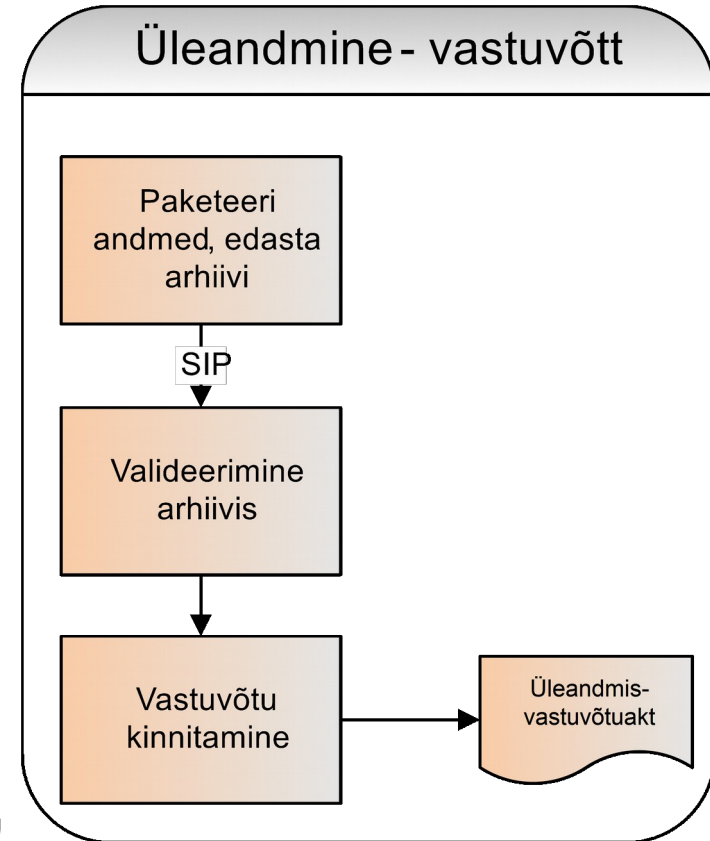 Üleandmine - vastuvõtt
Paketeeri
andmed, edasta
arhiivi
SIP
Valideerimine
arhiivis
Vastuvõtu
kinnitamine
Üleandmis-
vastuvõtuakt